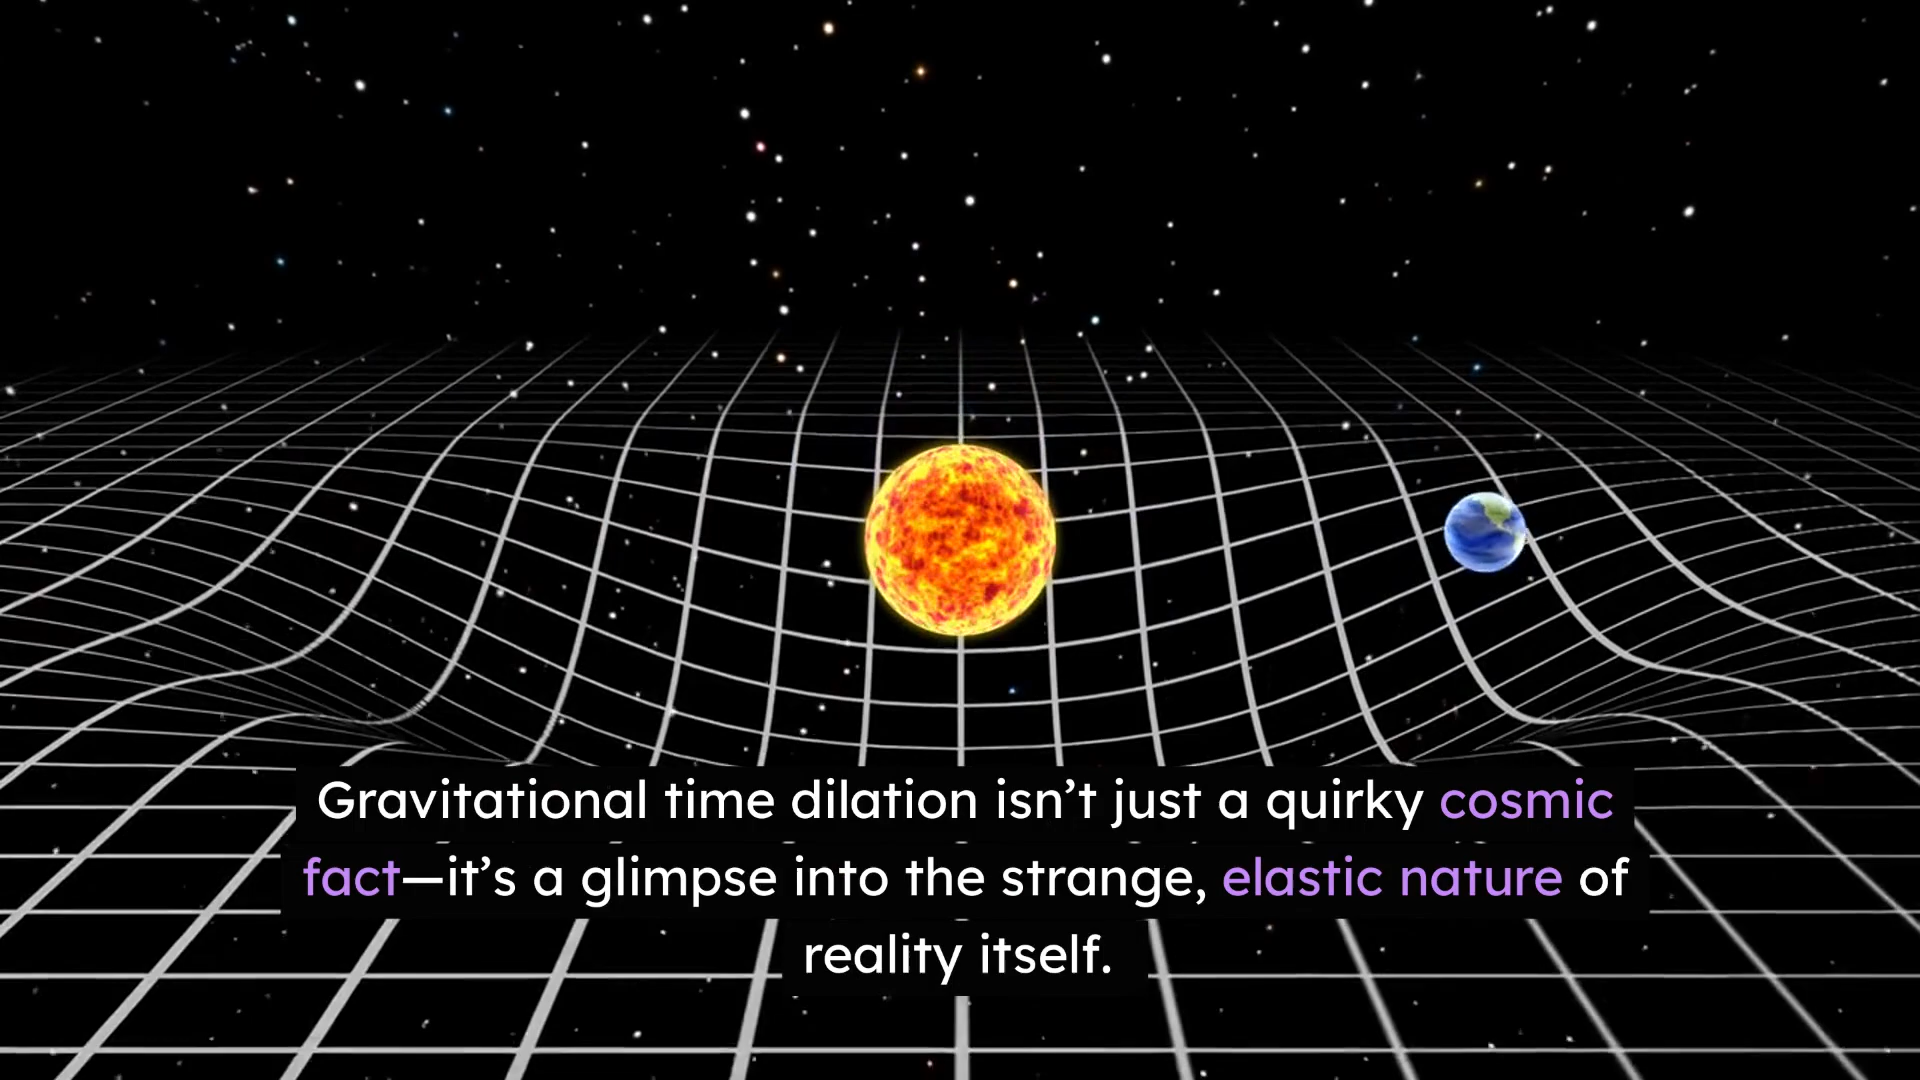 Gravitational time dilation isn’t just a quirky cosmic
fact—it’s a glimpse into the strange, elastic nature of
reality itself.